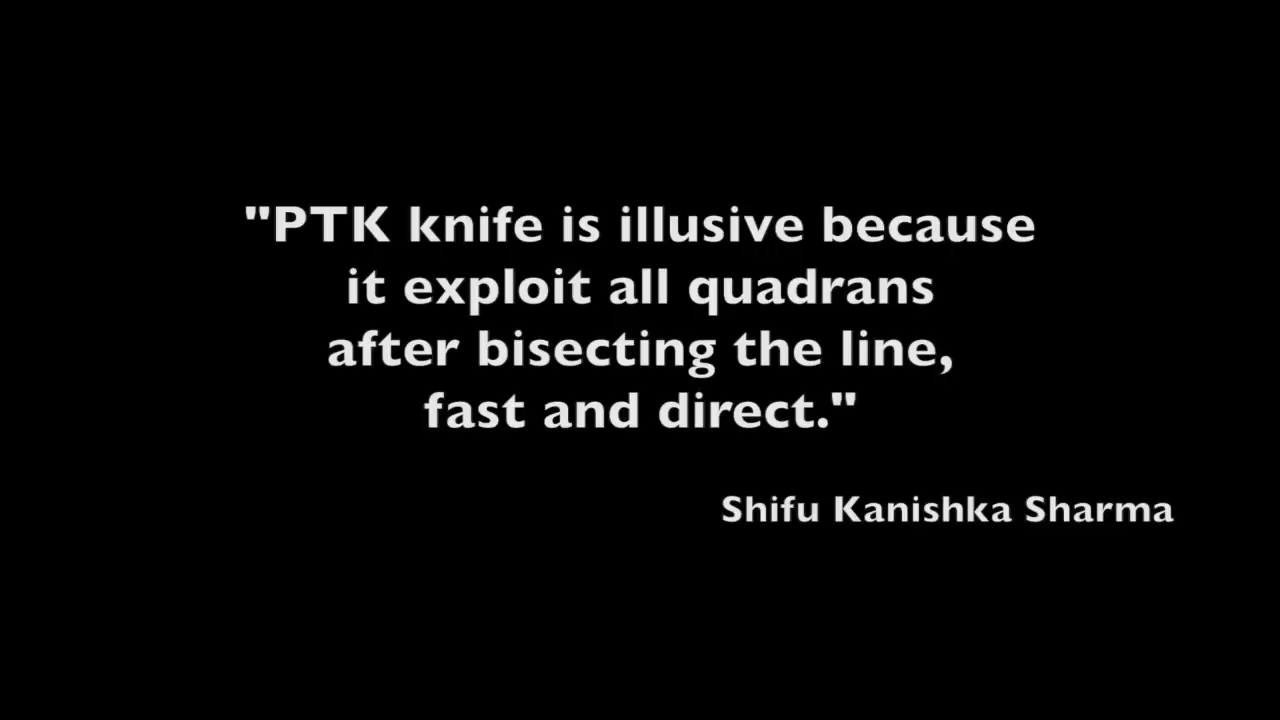 "PTK knife is illusive because
it exploit all quadrans
after bisecting the line,
fast and direct."
Shifu Kanishka Sharma